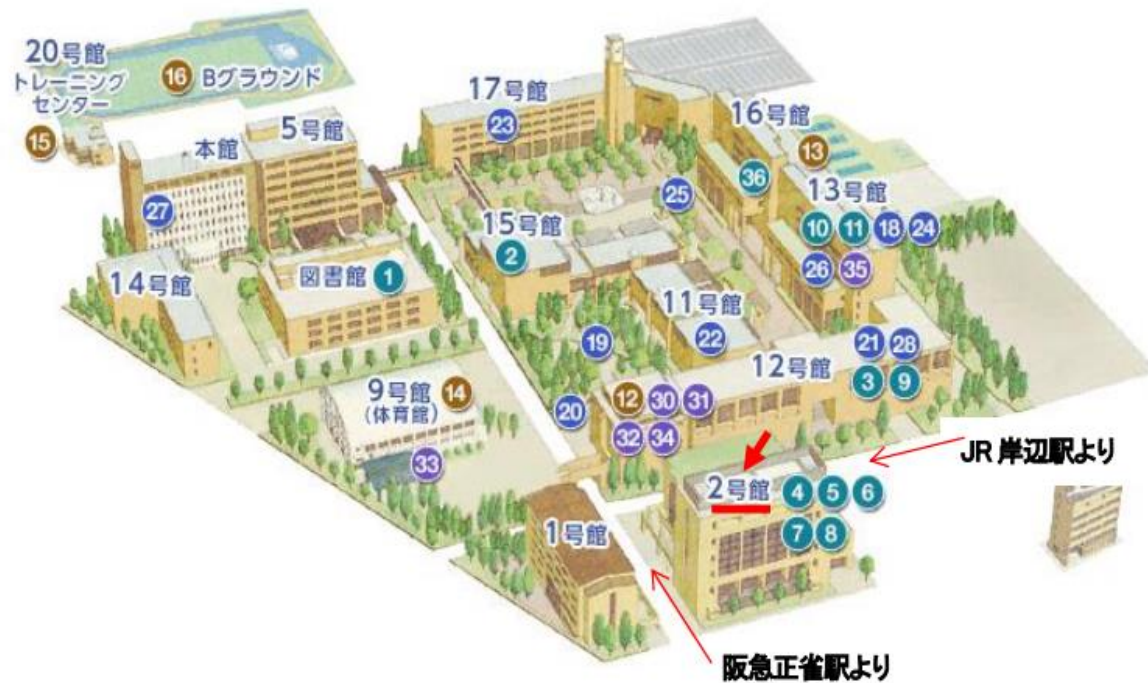 20号館
トレーニング
センター
16 Bグラウンド
15
本館
5号館
27
17号館
23
16号館
13
36
25
13号館
10 11 18 24
26 35
15号館
2
14号館
図書館 1
11号館
22
19
21 28
12号館
3 9
9号館 14
(体育館)
33
20
12 30 31
32 34
JR 岸辺駅より
2号館 4 5 6
7 8
1号館
阪急正雀駅より